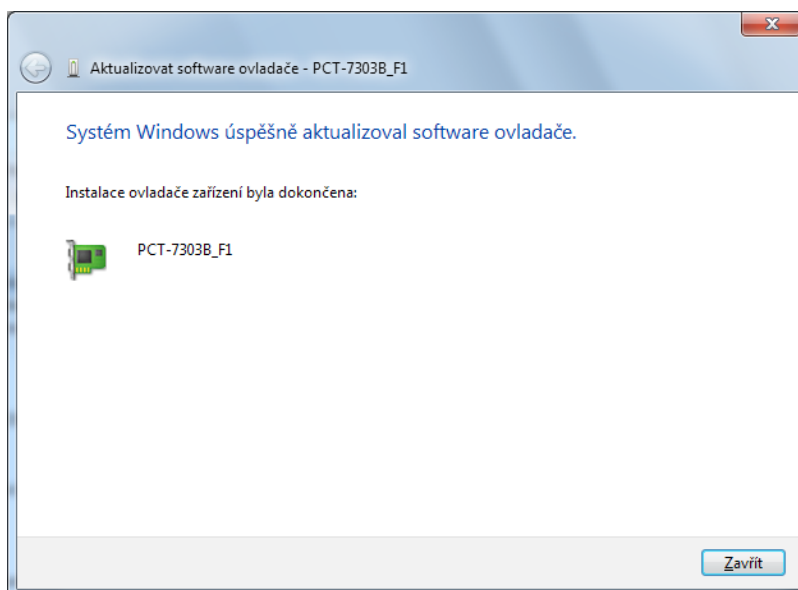 Aktualizovat software ovladače - PCT-7303B_F1
Systém Windows úspěšně aktualizoval software ovladače.
Instalace ovladače zařízení byla dokončena:
PCT-7303B_F1
Zavřít